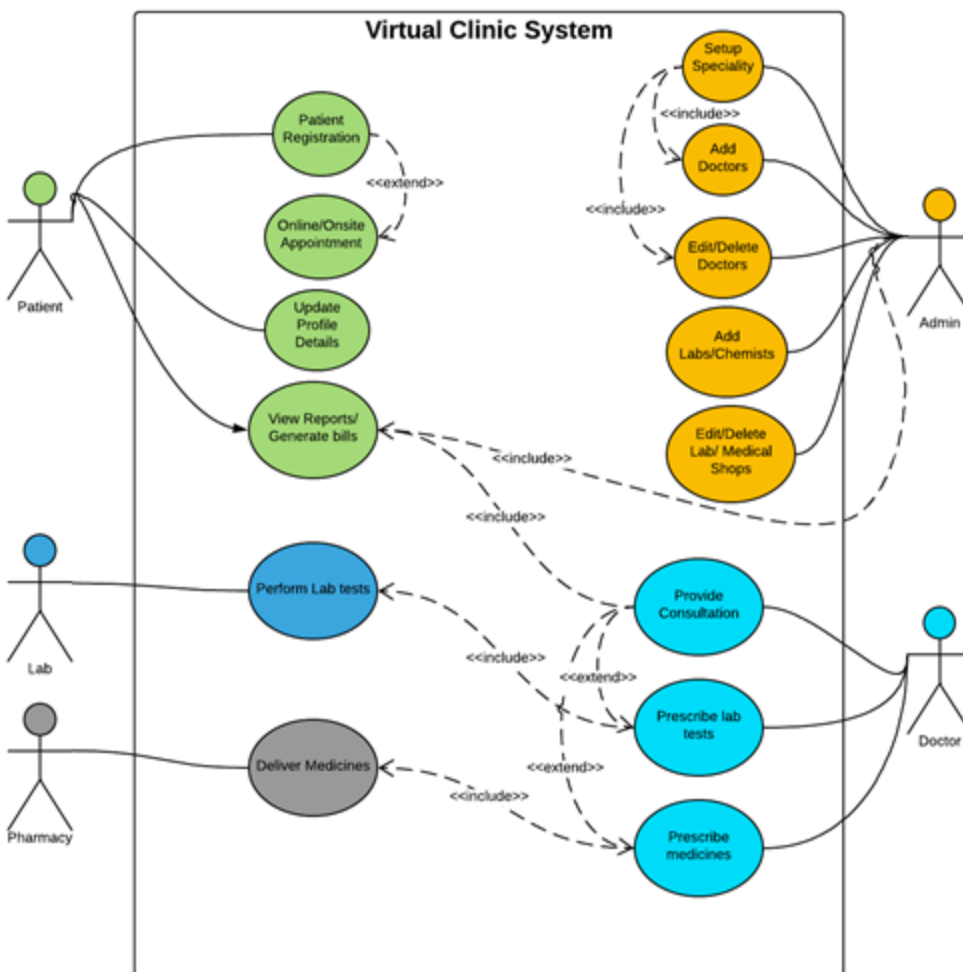 Virtual Clinic System
Setup
Speciality
Patient
Registration
<<include>>
Add
Doctors
<<extend>>
<<include>>
Online/Onsite
Appointment
Edit/Delete
Doctors
Patient
Admin
Update
Profile
Details
Add
Labs/Chemists
View Reports/
Generate bills
Edit/Delete
Lab/ Medical
Shops
<<include>>
<<include>>
Perform Lab tests
Provide
Consultation
Lab
<<include>>
<<extend>>
Prescribe lab
tests
Doctor
Deliver Medicines
<<extend>>
<<include>>
Pharmacy
Prescribe
medicines